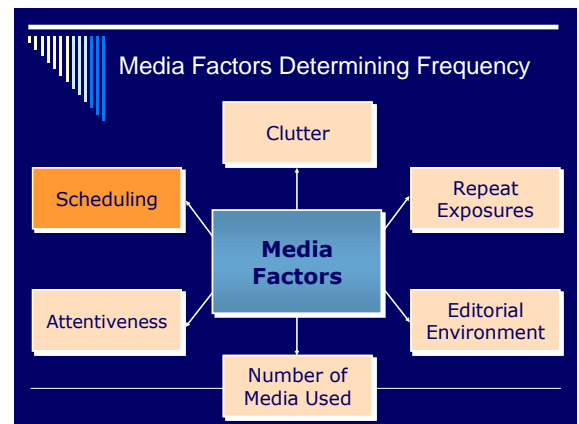 Media Factors Determining Frequency
Clutter
Scheduling
Repeat
Exposures
Media
Factors
Attentiveness
Editorial
Environment
Number of
Media Used